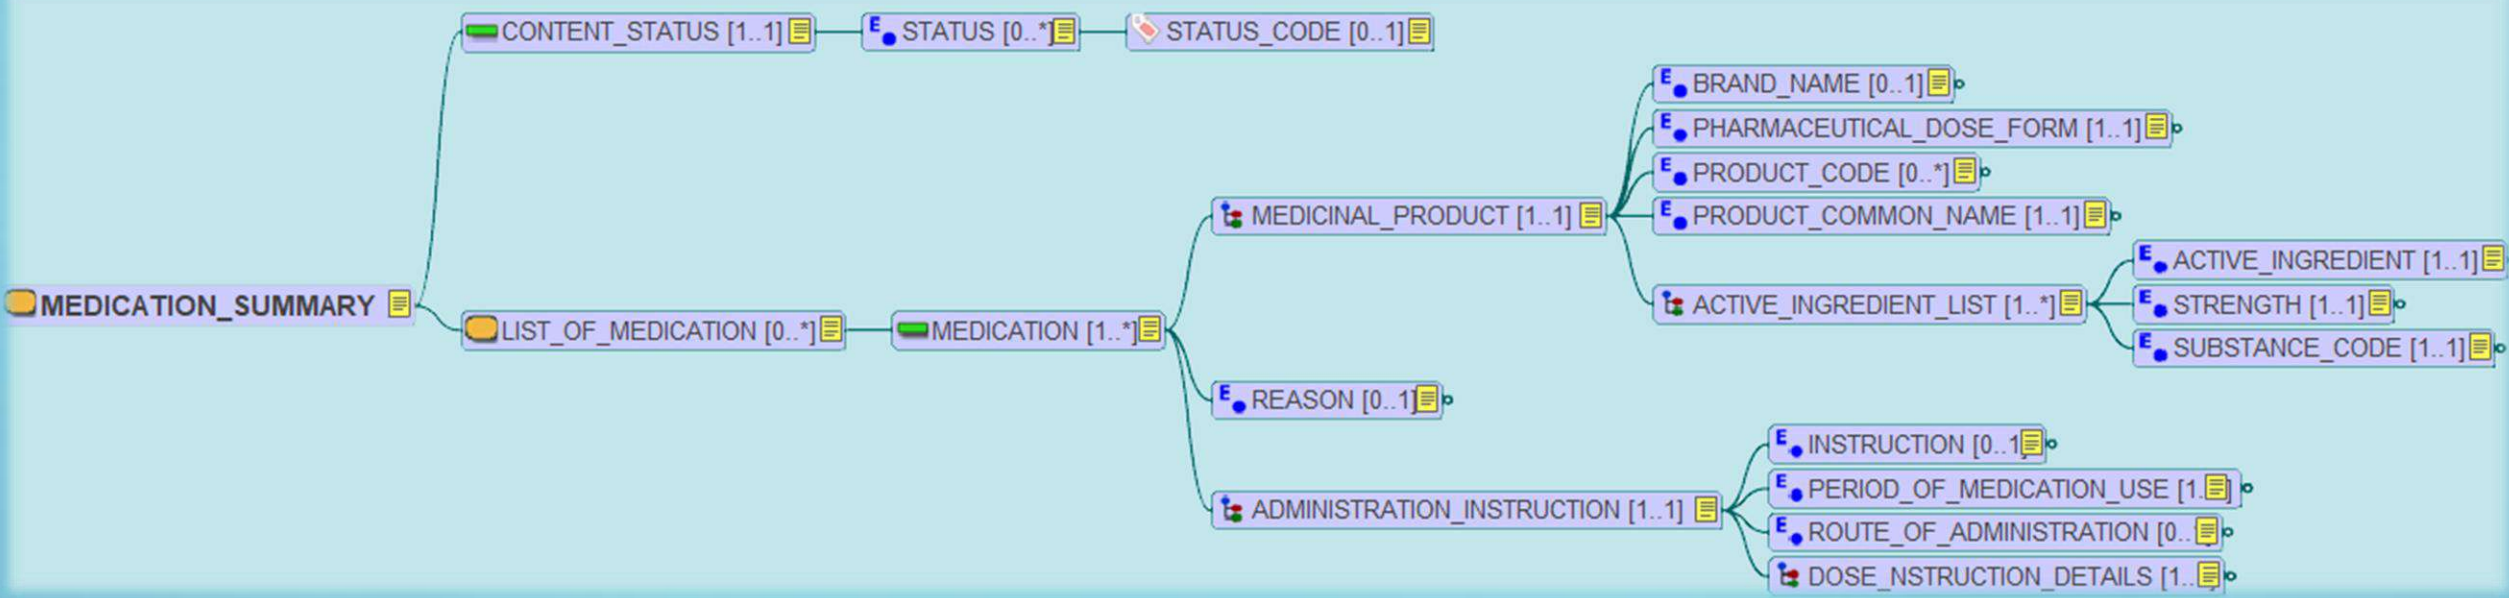 CONTENT_STATUS [1..1]
E STATUS [0..*]
STATUS_CODE [0..1]
E BRAND_NAME [0..1]
E PHARMACEUTICAL_DOSE_FORM [1..1]
E PRODUCT_CODE [0..*]
MEDICINAL_PRODUCT [1..1]
E PRODUCT_COMMON_NAME [1..1]
E ACTIVE_INGREDIENT [1..1]
MEDICATION_SUMMARY
ACTIVE_INGREDIENT_LIST [1..*]
E STRENGTH [1..1]
LIST_OF_MEDICATION [0..*]
MEDICATION [1..*]
E SUBSTANCE_CODE [1..1]
E REASON [0..1]
E INSTRUCTION [0..1
E PERIOD_OF_MEDICATION_USE [1. ]
ADMINISTRATION_INSTRUCTION [1..1]
E ROUTE_OF_ADMINISTRATION [0..
DOSE_NSTRUCTION_DETAILS [1..